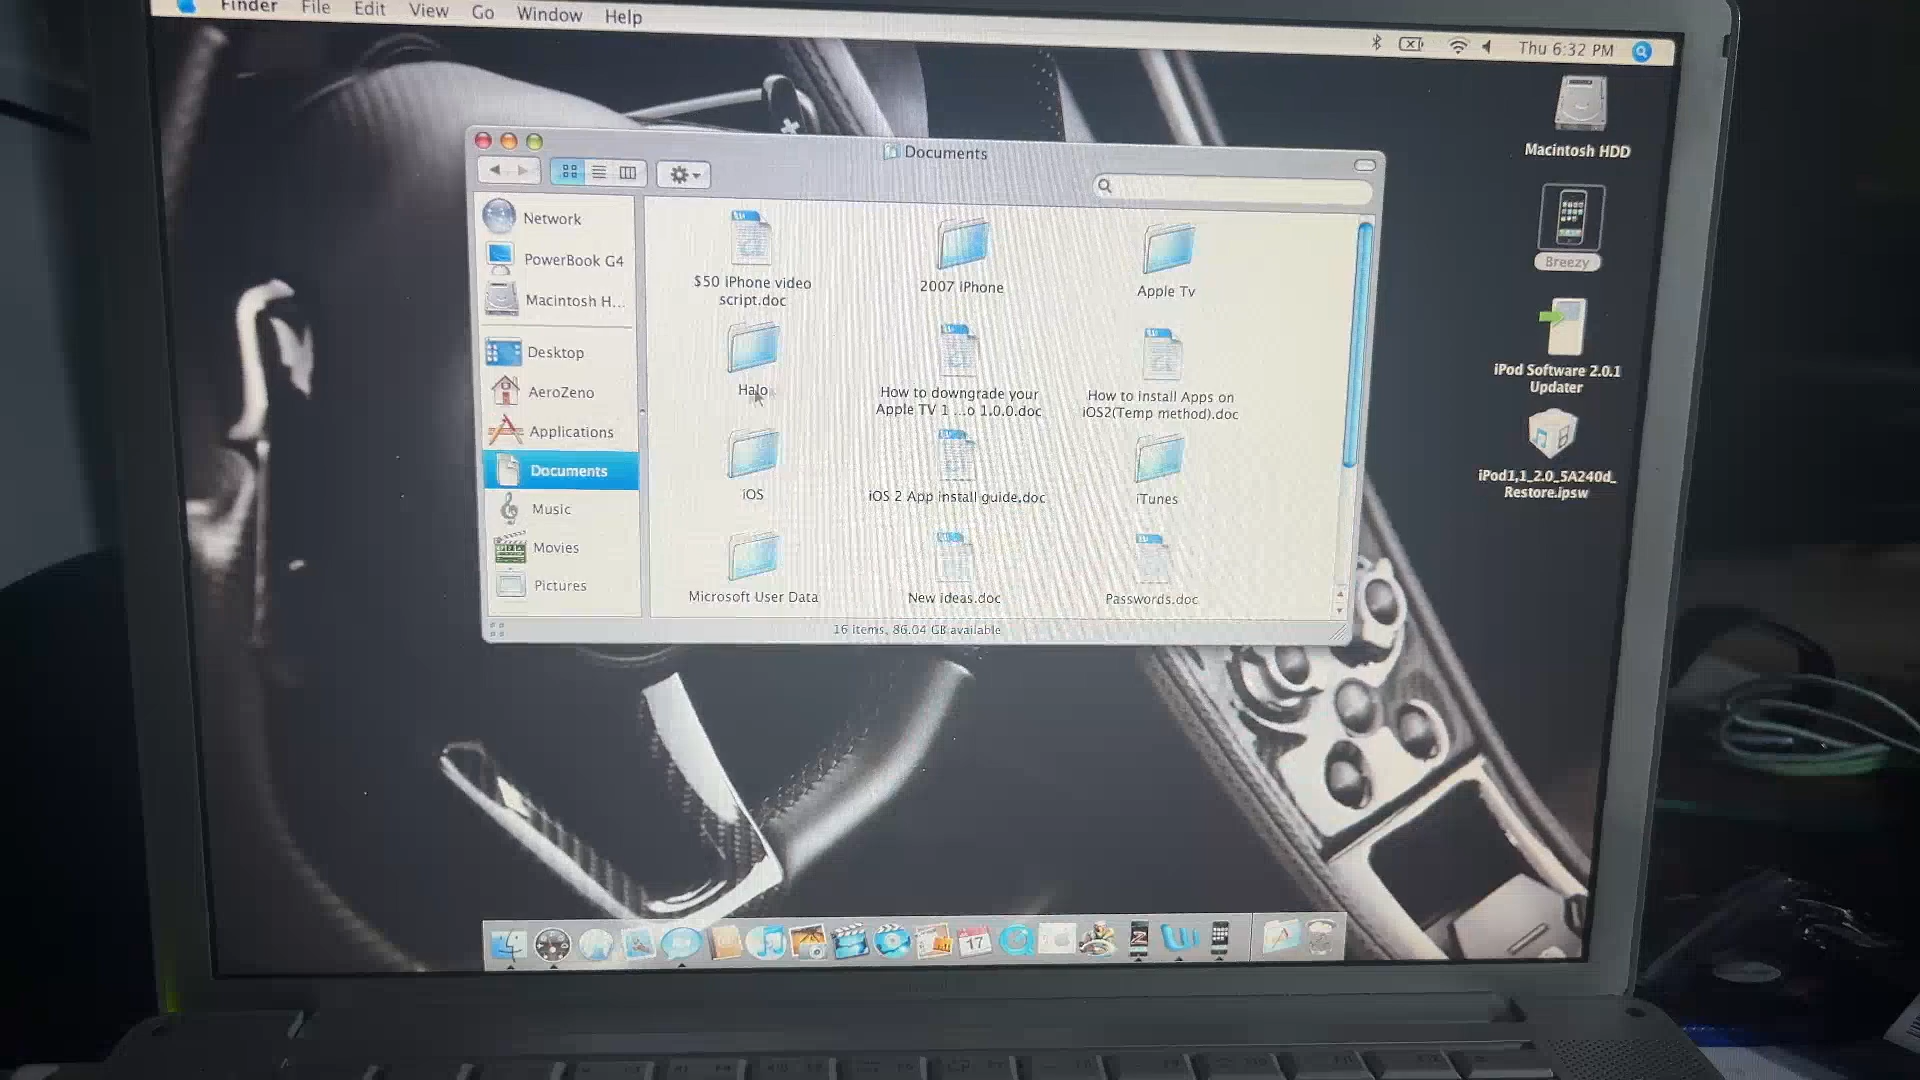 Finder File Edit View Go Window Help
Thu 6:32 PM
Documents
Network
PowerBook G4
Macintosh H...
Desktop
AeroZeno
Applications
Documents
Music
Movies
Pictures
$50 iPhone video
script.doc
2007 iPhone
Apple Tv
Halo
How to downgrade your
Apple TV 1 ...o 1.0.0.doc
How to install Apps on
iOS2(Temp method).doc
iOS
iOS 2 App install guide.doc
iTunes
Microsoft User Data
New ideas.doc
Passwords.doc
16 items, 86.04 GB available
Macintosh HDD
Breezy
iPod Software 2.0.1
Updater
iPod1,1_2.0_5A240d_
Restore.ipsw
17